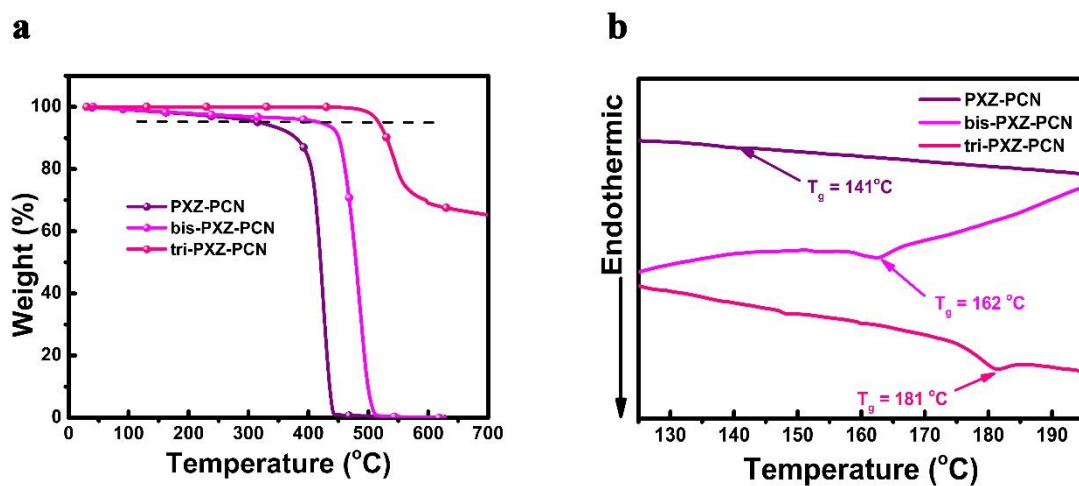 a
100
80
60
40
20
0
Weight (%)
PXZ-PCN
bis-PXZ-PCN
tri-PXZ-PCN
0 100 200 300 400 500 600 700
Temperature (°C)
b
Endothermic
PXZ-PCN
bis-PXZ-PCN
tri-PXZ-PCN
Tg = 141°C
Tg = 162 °C
Tg = 181 °C
130 140 150 160 170 180 190
Temperature (°C)